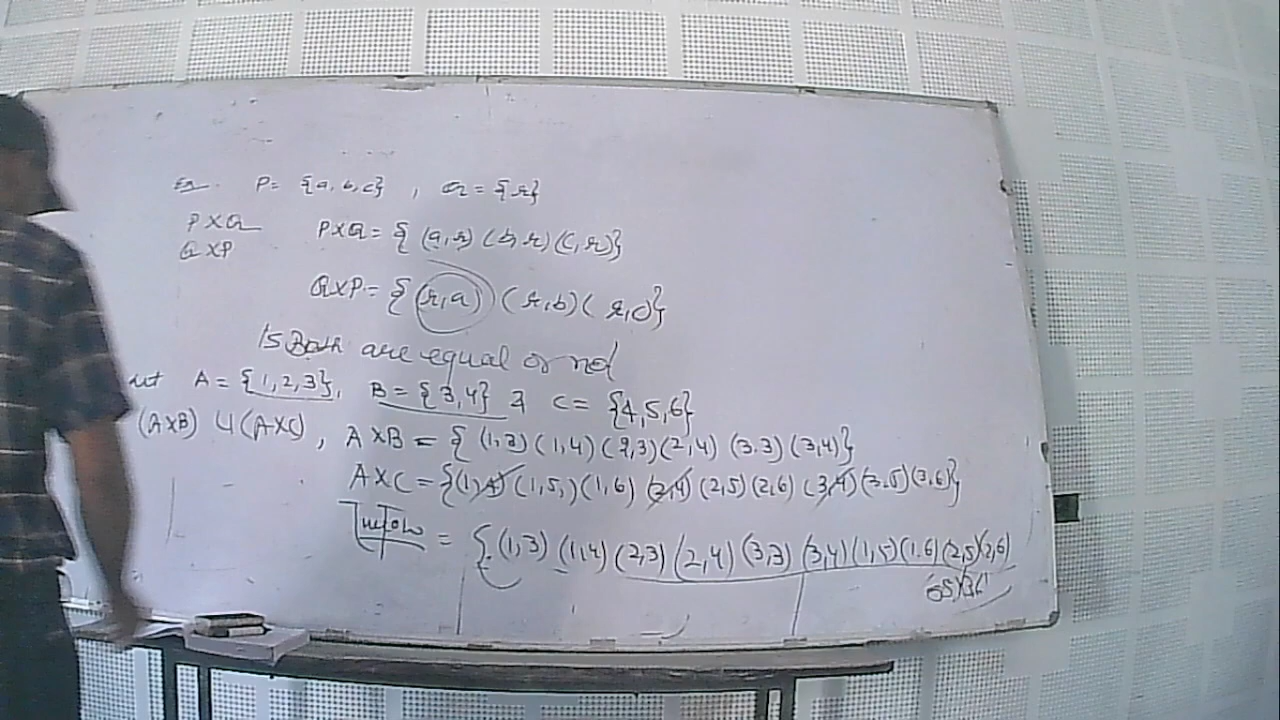 Ex. P = {a, b, c} , Q = {r}
P X Q P X Q = { (a, r) (b, r) (c, r)}
Q X P
Q X P = { (r, a) (r, b) ( r, c)}
Is Both are equal or not
let A = {1, 2, 3}, B = {3, 4} & C = {4, 5, 6}
(A X B) U (A X C) , A X B = { (1, 3) (1, 4) (2, 3) (2, 4) (3, 3) (3, 4)}
A X C = {(1, 4) (1, 5,) (1, 6) (2, 4) (2, 5) (2, 6) (3, 4) (3, 5) (3, 6)}
= { (1, 3) (1, 4) (2, 3) (2, 4) (3, 3) (3, 4) (1, 5) (1, 6) (2, 5) (2, 6)